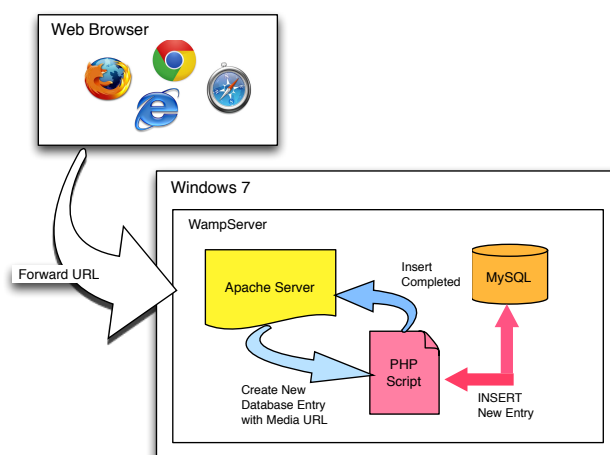 Web Browser
Windows 7
WampServer
Forward URL
Apache Server
Insert
Completed
MySQL
PHP
Script
Create New
Database Entry
with Media URL
INSERT
New Entry